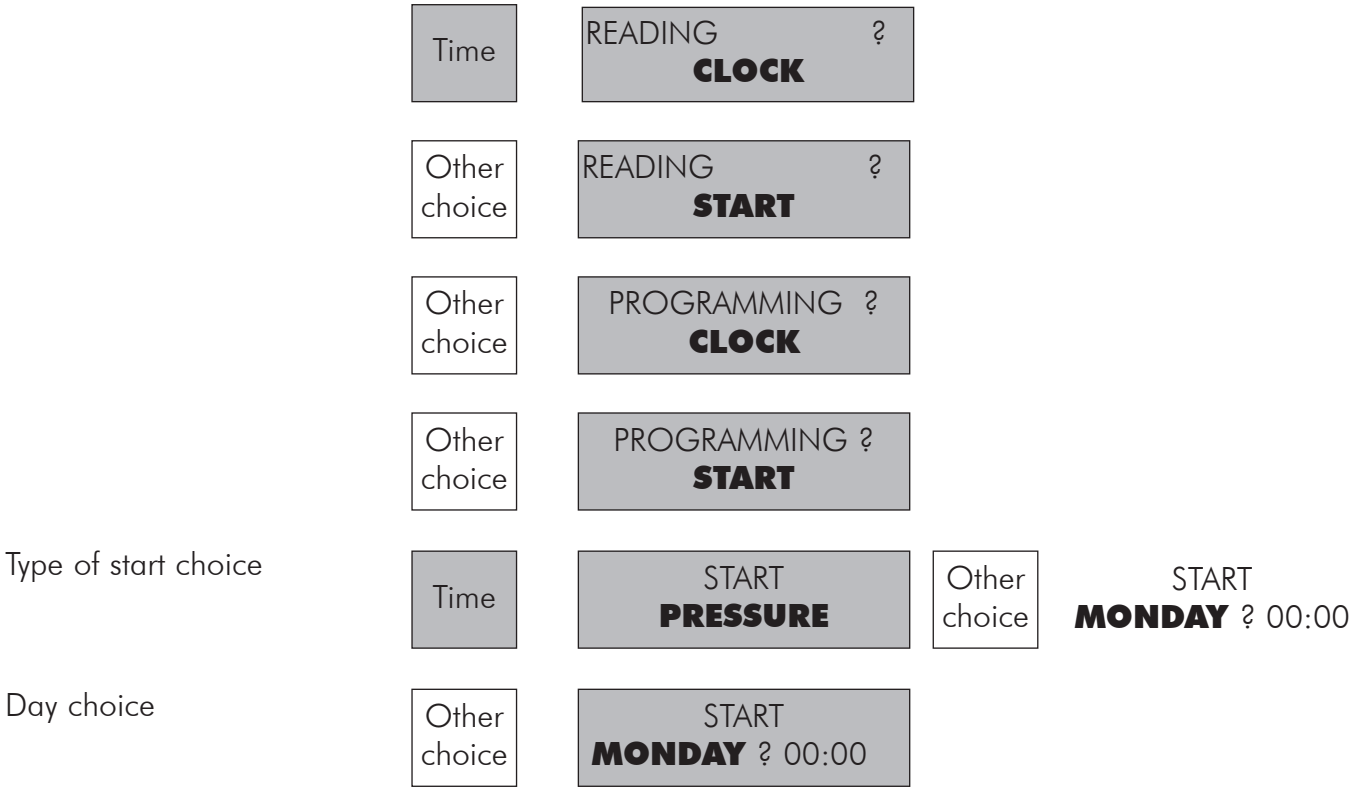 Time
READING ?
CLOCK
Other
choice
READING ?
START
Other
choice
PROGRAMMING ?
CLOCK
Other
choice
PROGRAMMING ?
START
Type of start choice
Time
START
PRESSURE
Other
choice
START
MONDAY ? 00:00
Day choice
Other
choice
START
MONDAY ? 00:00